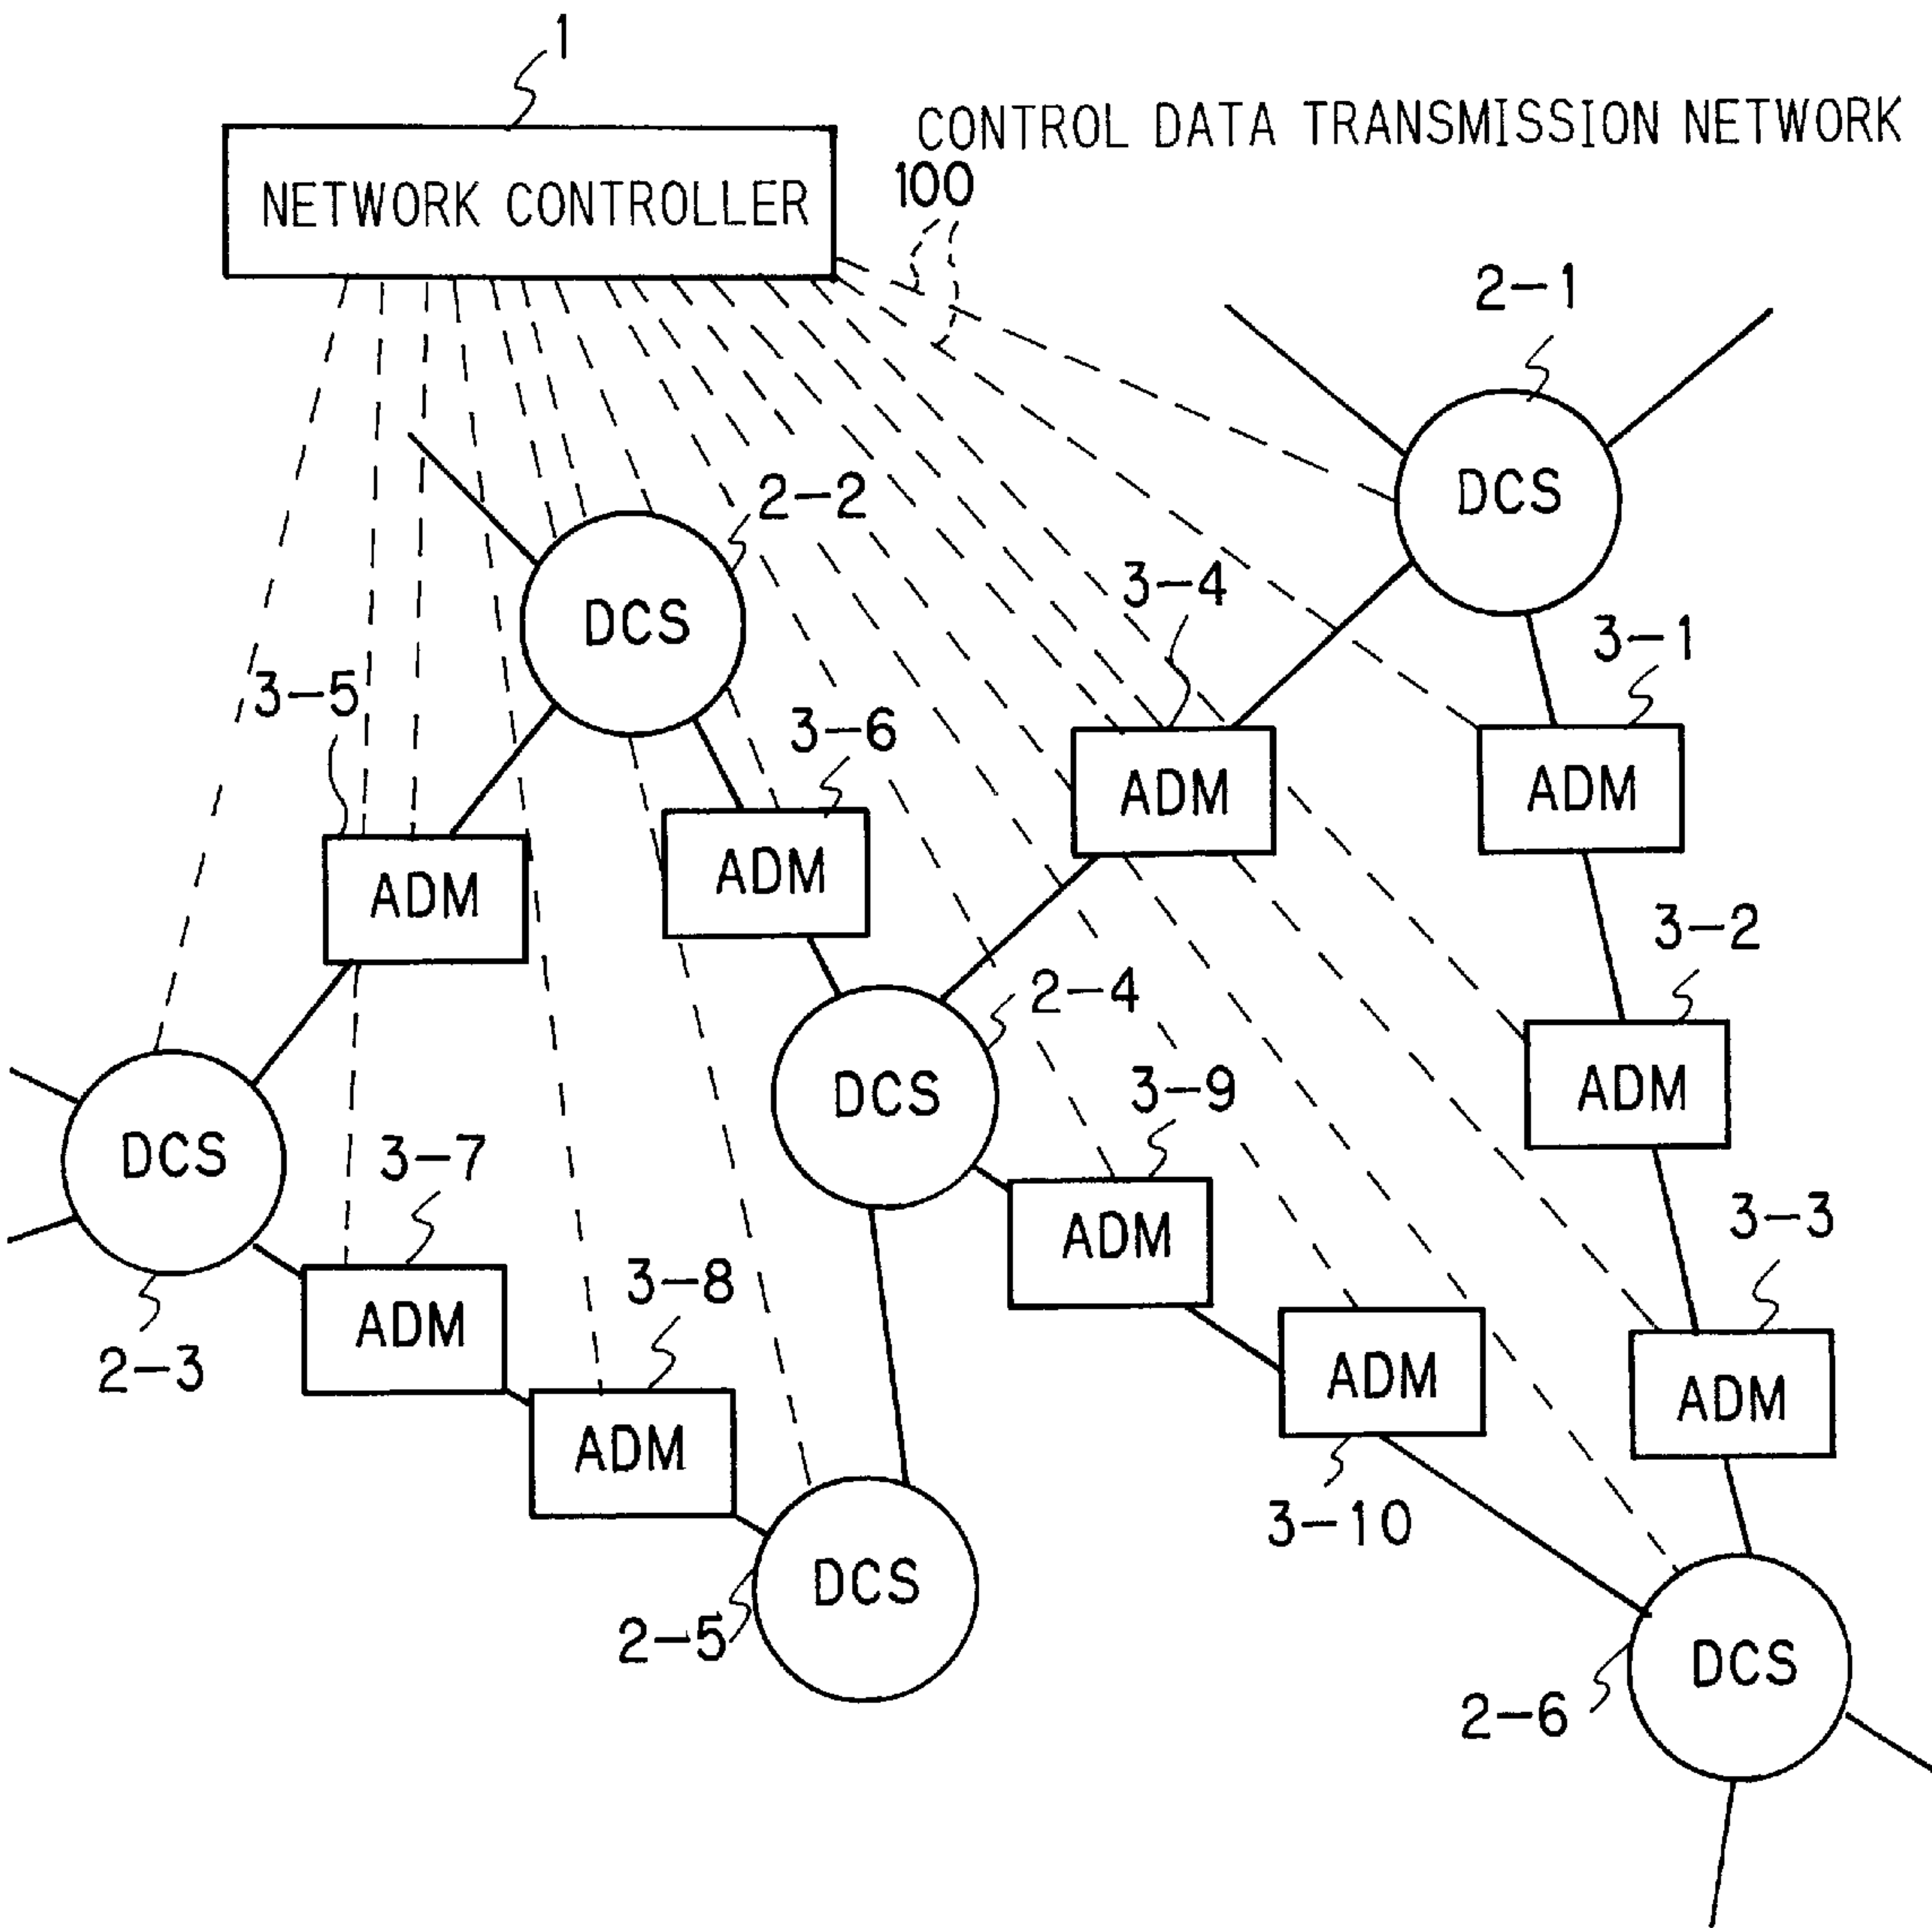 1
CONTROL DATA TRANSMISSION NETWORK
100
NETWORK CONTROLLER
2-1
DCS
2-2
DCS
3-4
3-1
3-5
3-6
ADM
ADM
ADM
ADM
3-2
2-4
DCS
3-9
ADM
DCS
3-7
3-3
ADM
3-8
ADM
2-3
ADM
ADM
ADM
3-10
DCS
2-5
DCS
2-6